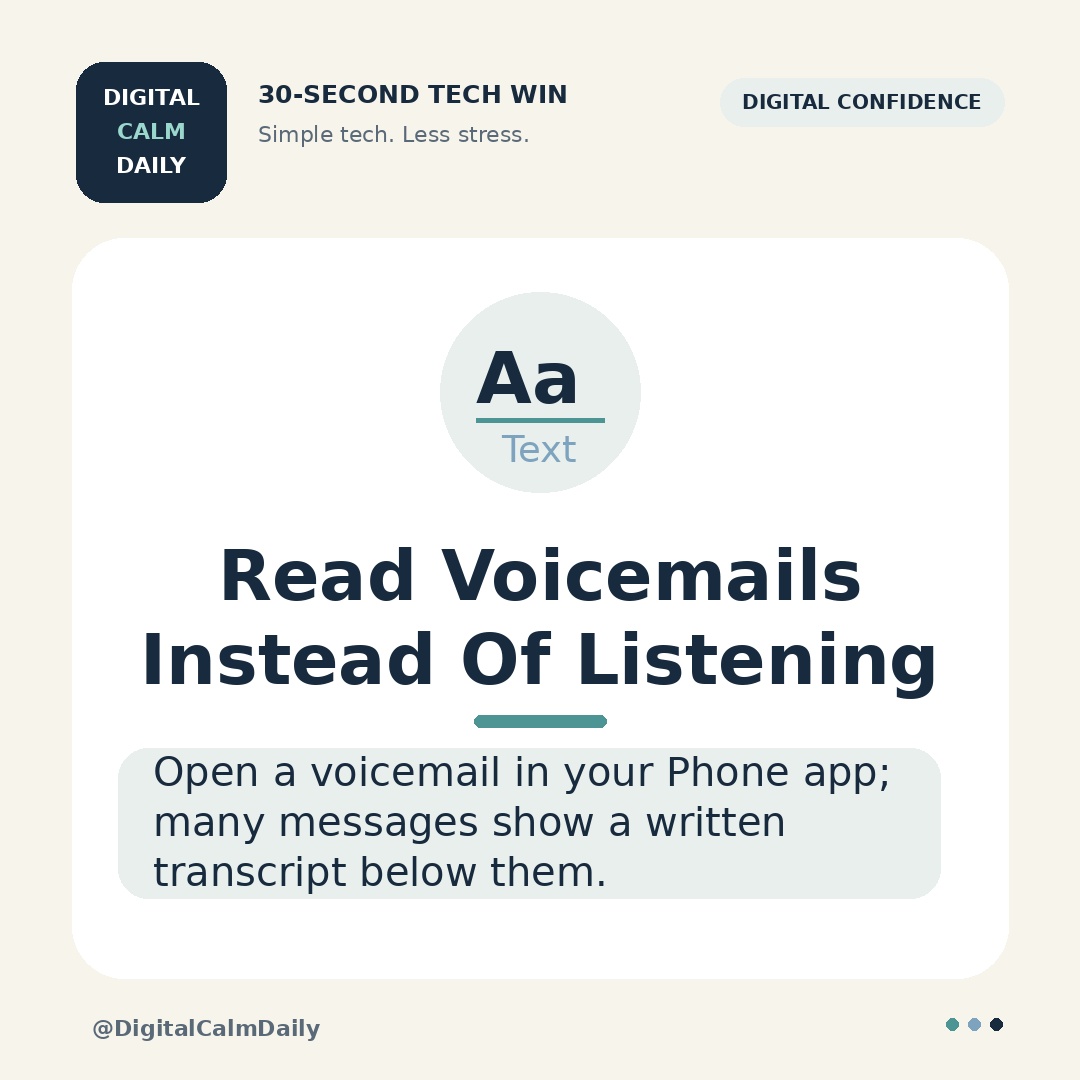 DIGITAL
CALM
DAILY
30-SECOND TECH WIN
Simple tech. Less stress.
DIGITAL CONFIDENCE
Aa
Text
Read Voicemails
Instead Of Listening
Open a voicemail in your Phone app;
many messages show a written
transcript below them.
@DigitalCalmDaily